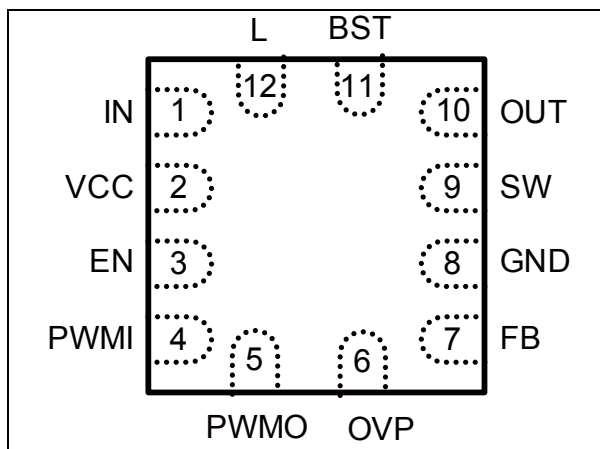 L BST
12 11
IN 1 10 OUT
VCC 2 9 SW
EN 3 8 GND
PWMI 4 7 FB
5 6
PWMO OVP